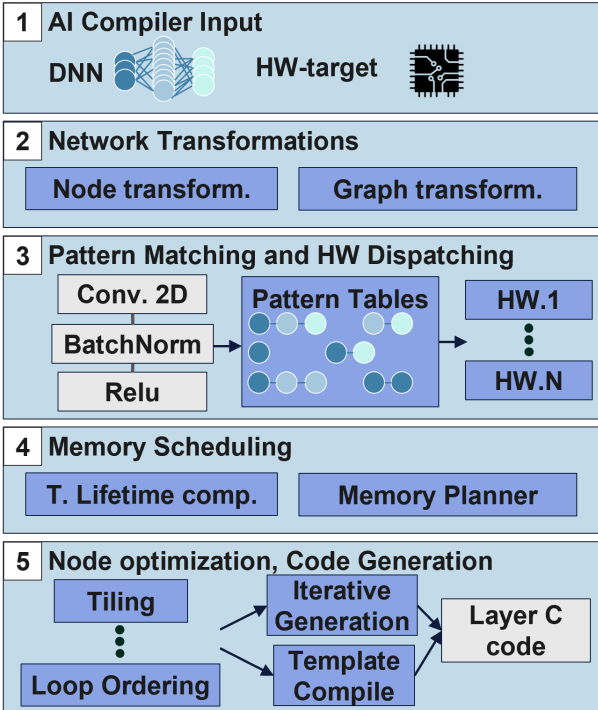 1 AI Compiler Input
DNN
HW-target
2 Network Transformations
Node transform.
Graph transform.
3 Pattern Matching and HW Dispatching
Conv. 2D
BatchNorm
Relu
Pattern Tables
HW.1
HW.N
4 Memory Scheduling
T. Lifetime comp.
Memory Planner
5 Node optimization, Code Generation
Tiling
Loop Ordering
Iterative
Generation
Template
Compile
Layer C
code